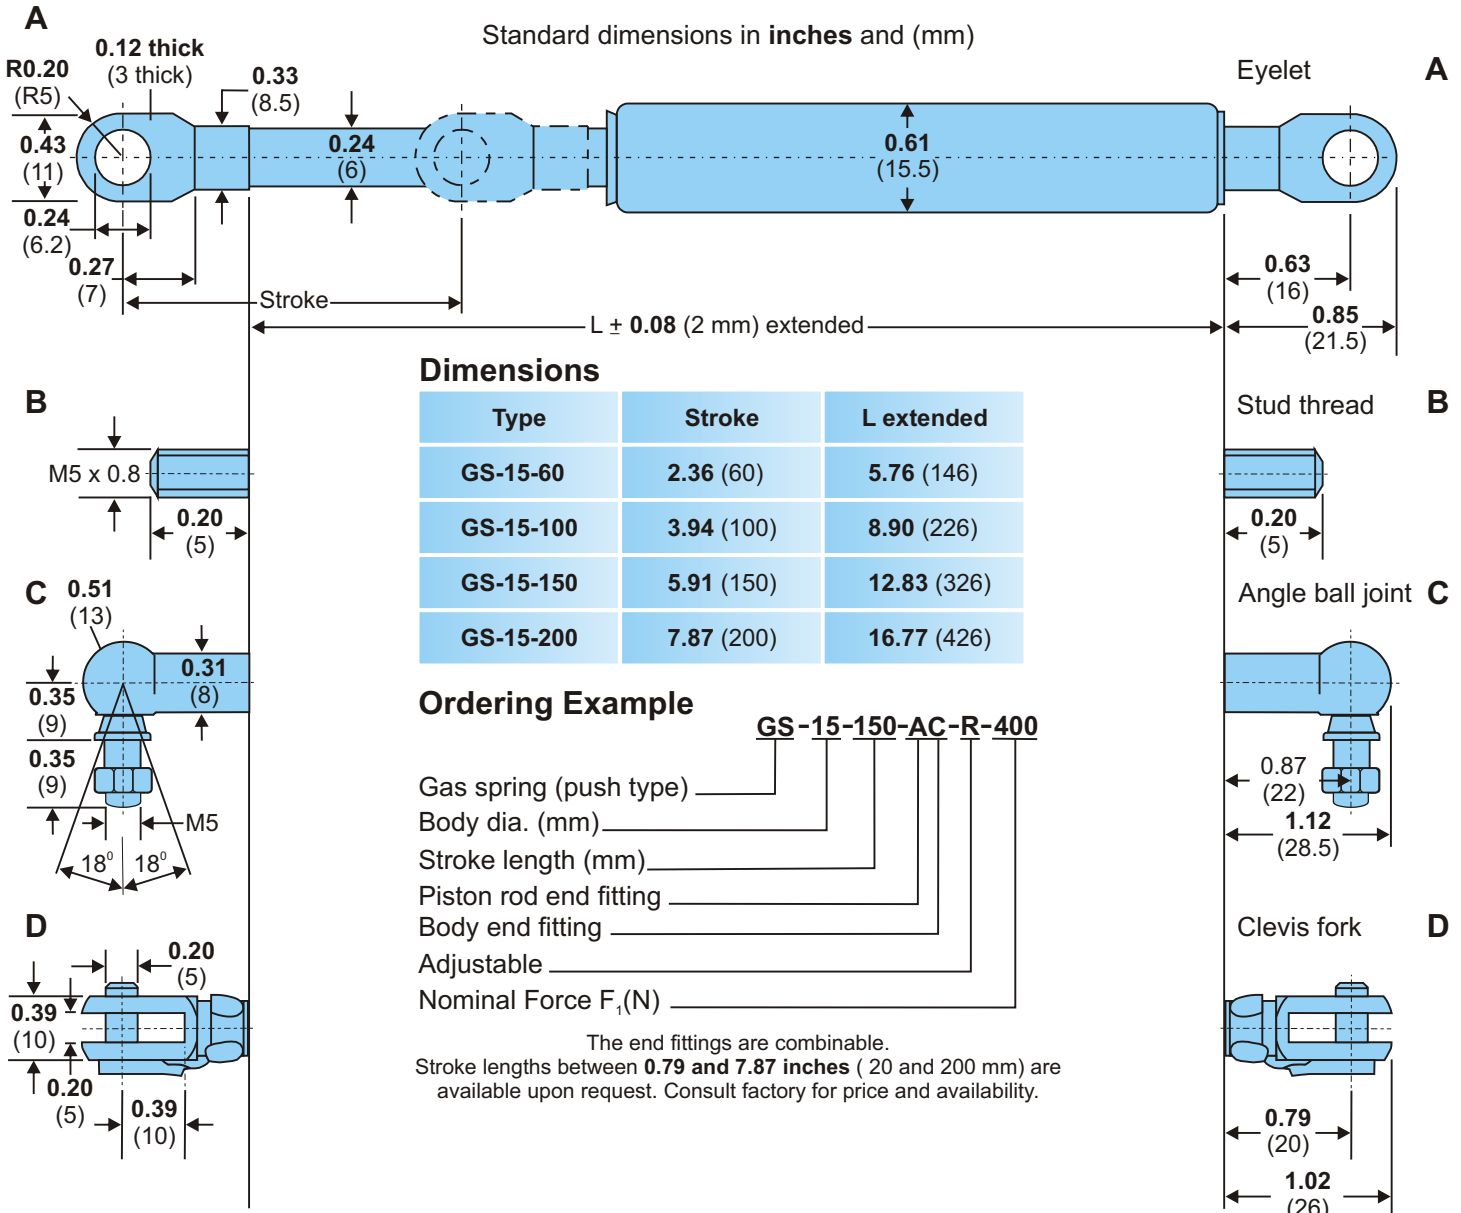 A
Standard dimensions in inches and (mm)
Eyelet
A
0.12 thick
(3 thick)
R0.20
(R5)
0.33
(8.5)
0.43
(11)
0.24
(6)
0.61
(15.5)
0.24
(6.2)
0.27
(7)
Stroke
0.63
(16)
L ± 0.08 (2 mm) extended
0.85
(21.5)
B
M5 x 0.8
0.20
(5)
Dimensions
Type Stroke L extended
GS-15-60 2.36 (60) 5.76 (146)
GS-15-100 3.94 (100) 8.90 (226)
GS-15-150 5.91 (150) 12.83 (326)
GS-15-200 7.87 (200) 16.77 (426)
Stud thread
B
0.20
(5)
C
0.51
(13)
0.31
(8)
0.35
(9)
0.35
(9)
M5
18⁰ 18⁰
Angle ball joint
C
0.87
(22)
1.12
(28.5)
Ordering Example
GS-15-150-AC-R-400
Gas spring (push type)
Body dia. (mm)
Stroke length (mm)
Piston rod end fitting
Body end fitting
Adjustable
Nominal Force F₁(N)
The end fittings are combinable.
Stroke lengths between 0.79 and 7.87 inches ( 20 and 200 mm) are
available upon request. Consult factory for price and availability.
D
0.20
(5)
0.39
(10)
0.20
(5)
0.39
(10)
Clevis fork
D
0.79
(20)
1.02
(26)